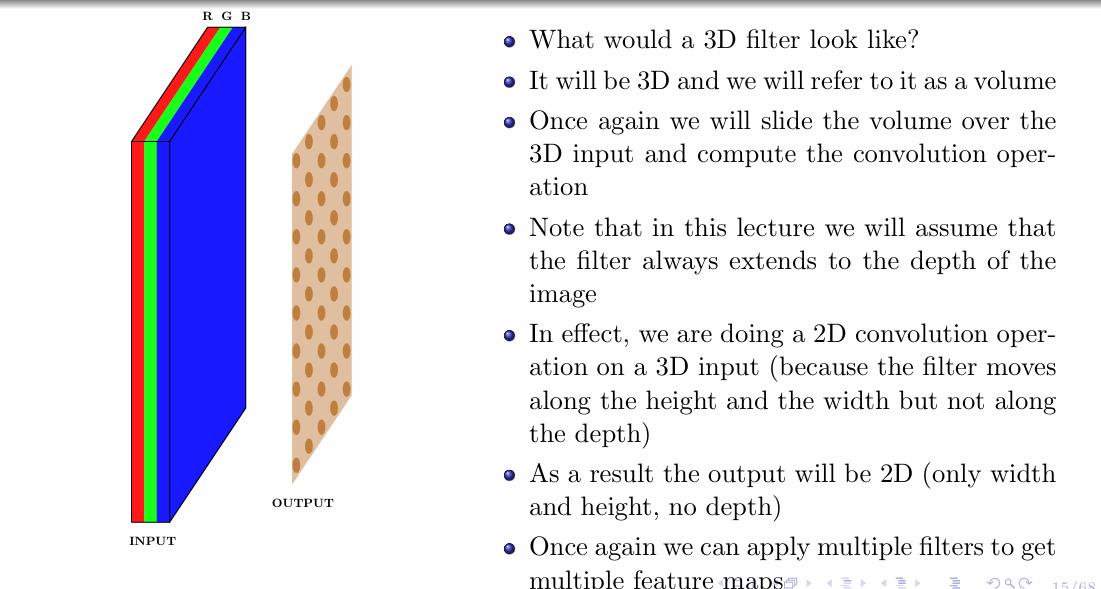 R G B
INPUT
OUTPUT
What would a 3D filter look like?
It will be 3D and we will refer to it as a volume
Once again we will slide the volume over the
3D input and compute the convolution oper-
ation
Note that in this lecture we will assume that
the filter always extends to the depth of the
image
In effect, we are doing a 2D convolution oper-
ation on a 3D input (because the filter moves
along the height and the width but not along
the depth)
As a result the output will be 2D (only width
and height, no depth)
Once again we can apply multiple filters to get
multiple feature maps
15/68